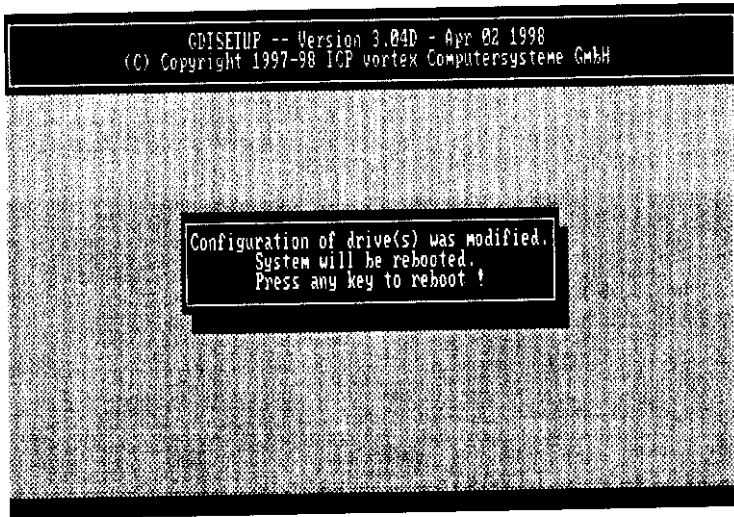 GDTSETUP -- Version 3.04D - Apr 02 1998
(C) Copyright 1997-98 ICP vortex Computersysteme GmbH
Configuration of drive(s) was modified.
System will be rebooted.
Press any key to reboot !